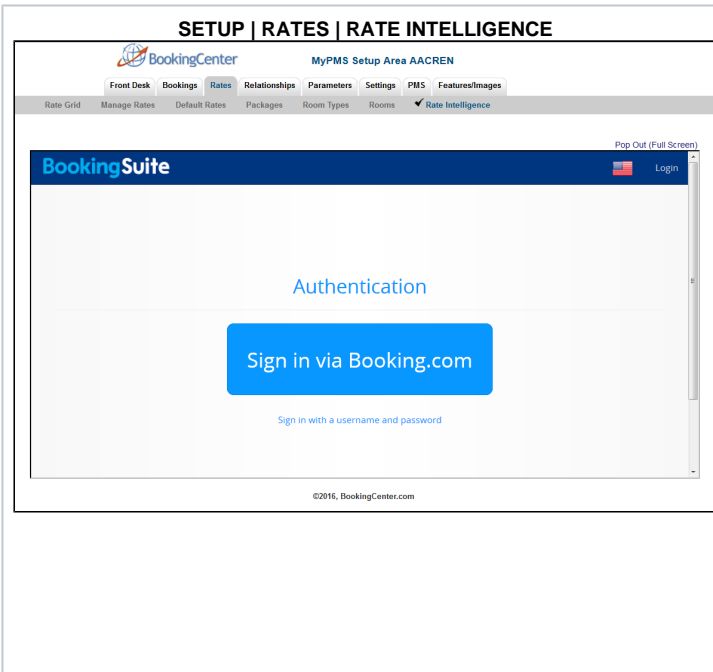 SETUP | RATES | RATE INTELLIGENCE
BookingCenter MyPMS Setup Area AACREN
Front Desk Bookings Rates Relationships Parameters Settings PMS Features/Images
Rate Grid Manage Rates Default Rates Packages Room Types Rooms ✔Rate Intelligence
Pop Out (Full Screen)
BookingSuite Login
Authentication
Sign in via Booking.com
Sign in with a username and password
©2016, BookingCenter.com